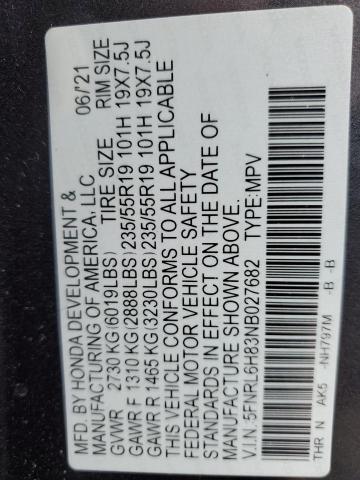 MFD. BY HONDA DEVELOPMENT & 06/'21
MANUFACTURING OF AMERICA, LLC
TIRE SIZE RIM SIZE
GVWR 2730 KG(6019LBS)
GAWR F 1310 KG(2888LBS)235/55R19 101H 19X7.5J
GAWR R 1465 KG(3230LBS)235/55R19 101H 19X7.5J
THIS VEHICLE CONFORMS TO ALL APPLICABLE
FEDERAL MOTOR VEHICLE SAFETY
STANDARDS IN EFFECT ON THE DATE OF
MANUFACTURE SHOWN ABOVE.
V.I.N.:5FNRL6H83NB027682 TYPE:MPV
THR N AK5 -NH797M -B -B